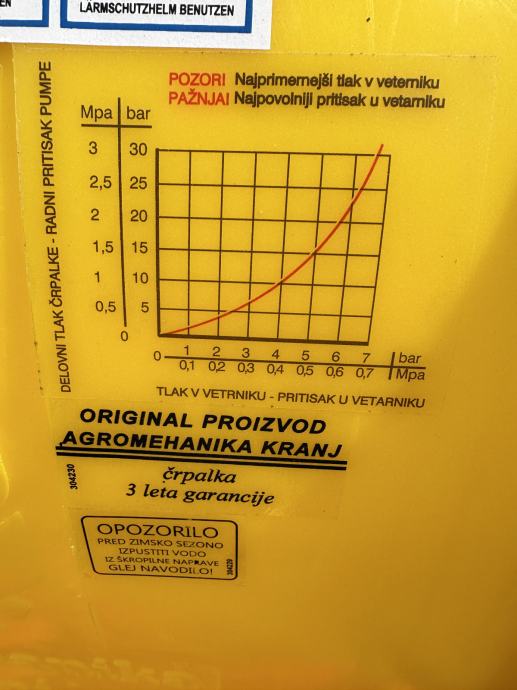 EN
LÄRMSCHUTZHELM BENUTZEN
POZORI Najprimernejši tlak v veterniku
PAŽNJAI Najpovolniji pritisak u vetarniku
DELOVNI TLAK ČRPALKE - RADNI PRITISAK PUMPE
Mpa bar
3 30
2,5 25
2 20
1,5 15
1 10
0,5 5
0
0 1 2 3 4 5 6 7 bar
0,1 0,2 0,3 0,4 0,5 0,6 0,7 Mpa
TLAK V VETRNIKU - PRITISAK U VETARNIKU
ORIGINAL PROIZVOD
AGROMEHANIKA KRANJ
304230
črpalka
3 leta garancije
OPOZORILO
PRED ZIMSKO SEZONO
IZPUSTITI VODO
IZ ŠKROPILNE NAPRAVE
GLEJ NAVODILO!